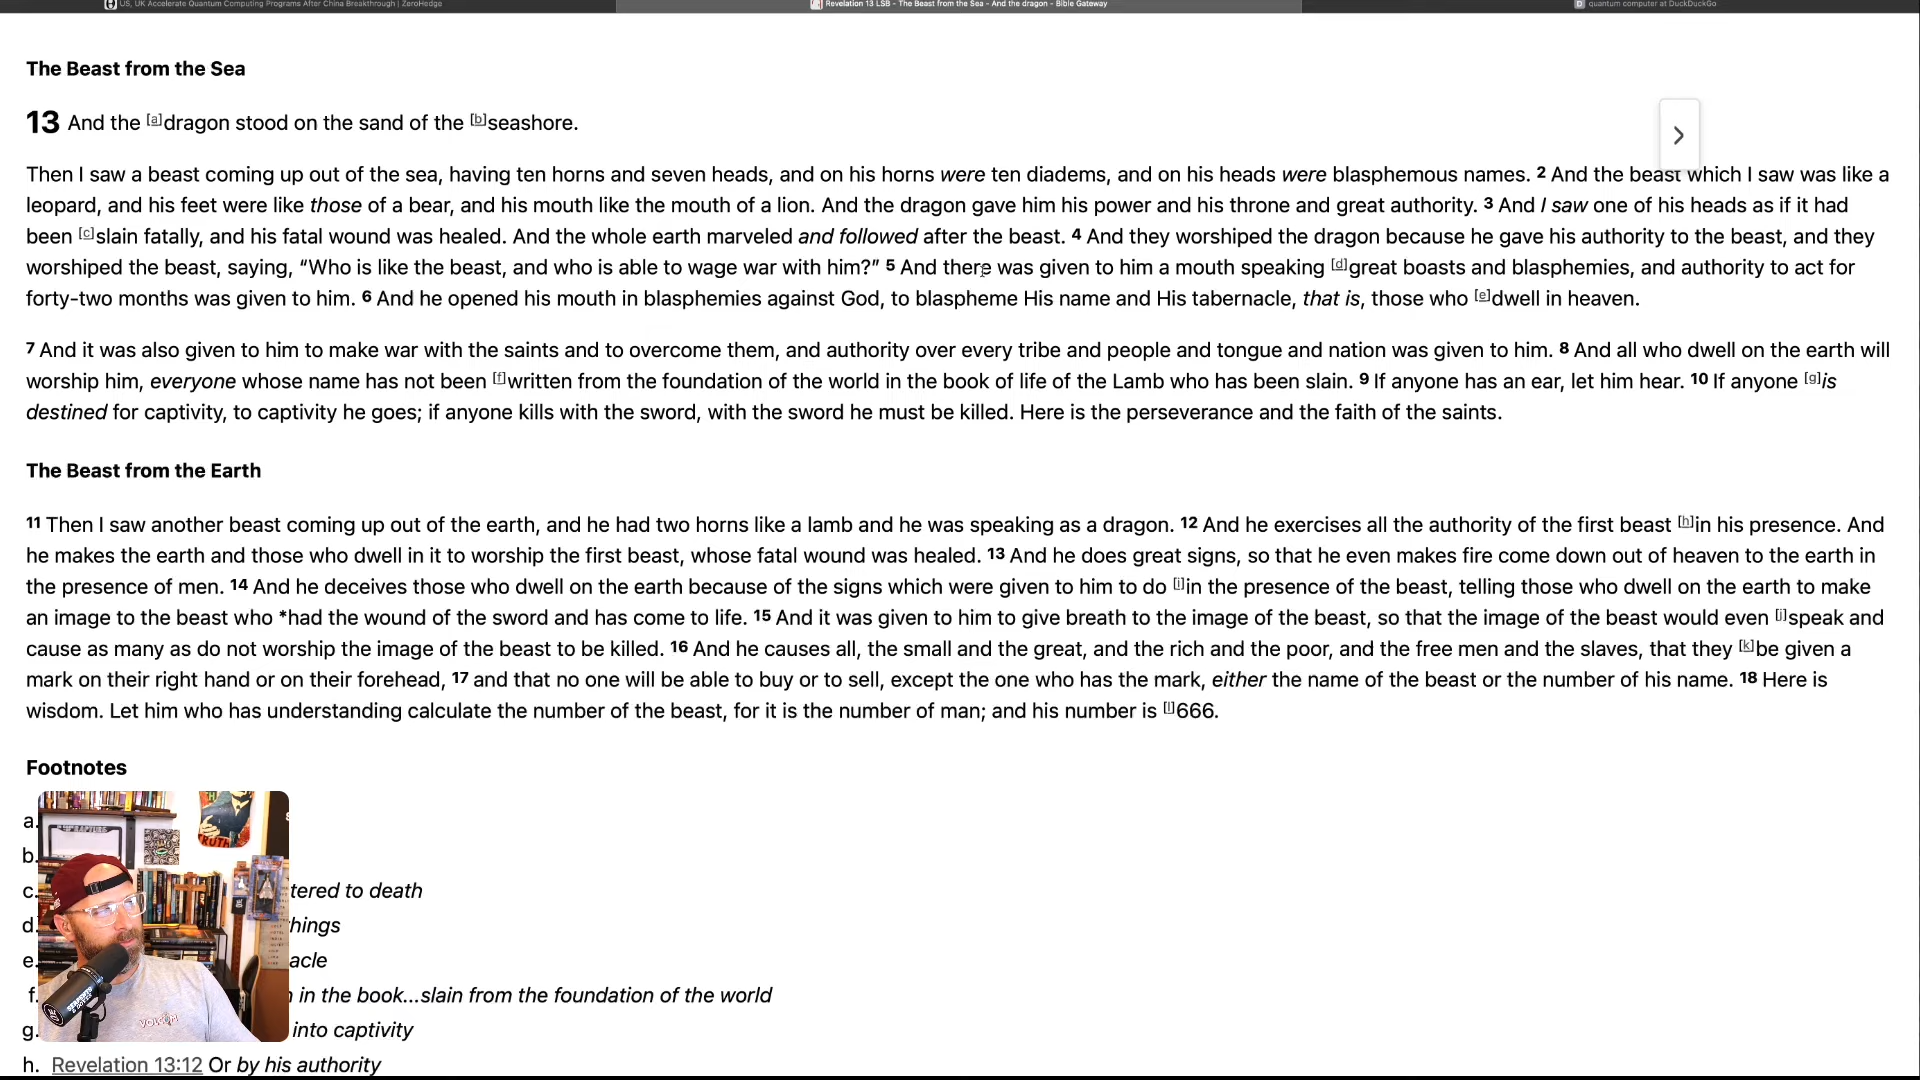 US, UK Accelerate Quantum Computing Programs After China Breakthrough | ZeroHedge
Revelation 13 LSB - The Beast from the Sea - And the dragon - Bible Gateway
quantum computer at DuckDuckGo
The Beast from the Sea
13 And the [a]dragon stood on the sand of the [b]seashore.
Then I saw a beast coming up out of the sea, having ten horns and seven heads, and on his horns were ten diadems, and on his heads were blasphemous names. 2 And the beast which I saw was like a
leopard, and his feet were like those of a bear, and his mouth like the mouth of a lion. And the dragon gave him his power and his throne and great authority. 3 And I saw one of his heads as if it had
been [c]slain fatally, and his fatal wound was healed. And the whole earth marveled and followed after the beast. 4 And they worshiped the dragon because he gave his authority to the beast, and they
worshiped the beast, saying, “Who is like the beast, and who is able to wage war with him?” 5 And there was given to him a mouth speaking [d]great boasts and blasphemies, and authority to act for
forty-two months was given to him. 6 And he opened his mouth in blasphemies against God, to blaspheme His name and His tabernacle, that is, those who [e]dwell in heaven.
7 And it was also given to him to make war with the saints and to overcome them, and authority over every tribe and people and tongue and nation was given to him. 8 And all who dwell on the earth will
worship him, everyone whose name has not been [f]written from the foundation of the world in the book of life of the Lamb who has been slain. 9 If anyone has an ear, let him hear. 10 If anyone [g]is
destined for captivity, to captivity he goes; if anyone kills with the sword, with the sword he must be killed. Here is the perseverance and the faith of the saints.
The Beast from the Earth
11 Then I saw another beast coming up out of the earth, and he had two horns like a lamb and he was speaking as a dragon. 12 And he exercises all the authority of the first beast [h]in his presence. And
he makes the earth and those who dwell in it to worship the first beast, whose fatal wound was healed. 13 And he does great signs, so that he even makes fire come down out of heaven to the earth in
the presence of men. 14 And he deceives those who dwell on the earth because of the signs which were given to him to do [i]in the presence of the beast, telling those who dwell on the earth to make
an image to the beast who *had the wound of the sword and has come to life. 15 And it was given to him to give breath to the image of the beast, so that the image of the beast would even [j]speak and
cause as many as do not worship the image of the beast to be killed. 16 And he causes all, the small and the great, and the rich and the poor, and the free men and the slaves, that they [k]be given a
mark on their right hand or on their forehead, 17 and that no one will be able to buy or to sell, except the one who has the mark, either the name of the beast or the number of his name. 18 Here is
wisdom. Let him who has understanding calculate the number of the beast, for it is the number of man; and his number is [l]666.
Footnotes
a.
b.
c. tered to death
d. hings
e. acle
f. in the book...slain from the foundation of the world
g. into captivity
h. Revelation 13:12 Or by his authority
RUTH
VOLCOM